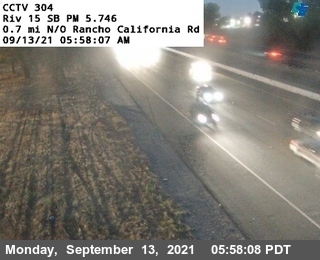 CCTV 304
Riv 15 SB PM 5.746
0.7 mi N/O Rancho California Rd
09/13/21 05:58:07 AM
Monday, September 13, 2021 05:58:08 PDT